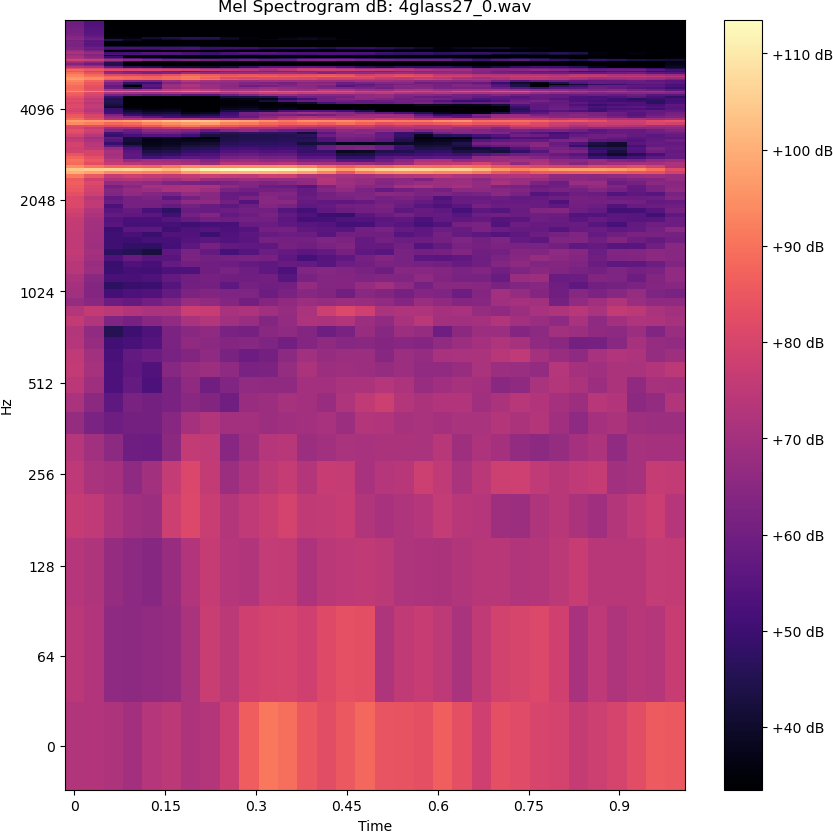 Mel Spectrogram dB: 4glass27_0.wav
+110 dB
4096
+100 dB
2048
+90 dB
1024
+80 dB
512
Hz
+70 dB
256
+60 dB
128
+50 dB
64
+40 dB
0
0 0.15 0.3 0.45 0.6 0.75 0.9
Time